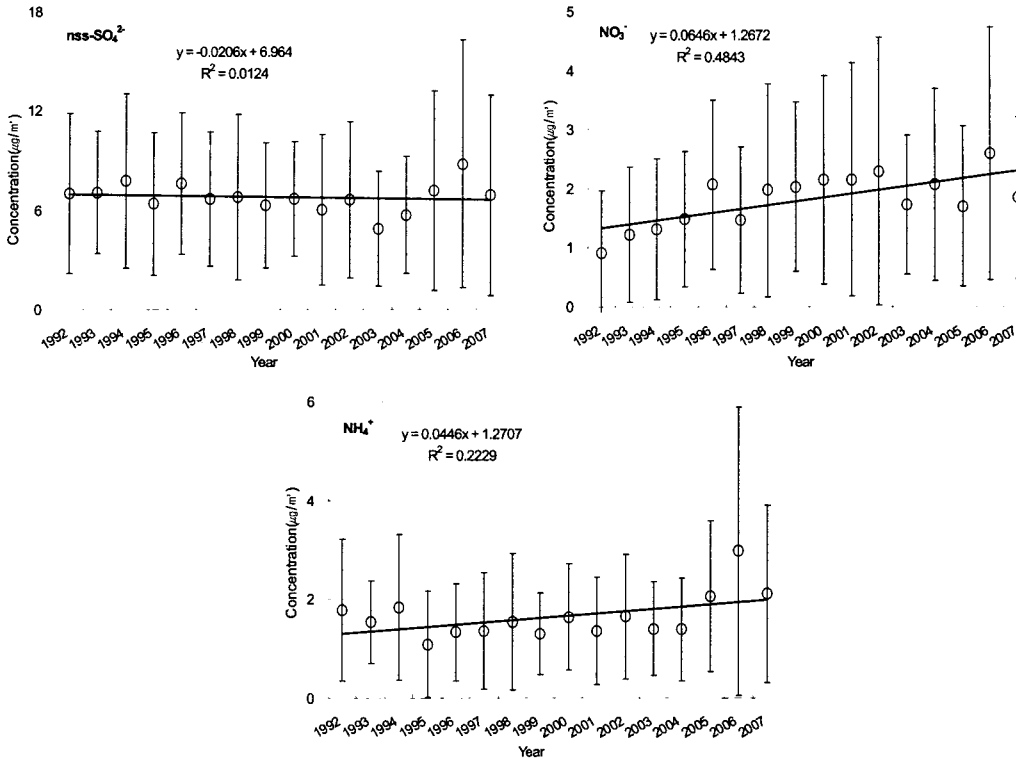 18
nss-SO₄²⁻
y = -0.0206x + 6.964
R² = 0.0124
12
6
0
Concentration(㎍/㎥)
1992 1993 1994 1995 1996 1997 1998 1999 2000 2001 2002 2003 2004 2005 2006 2007
Year
5
NO₃⁻
y = 0.0646x + 1.2672
R² = 0.4843
4
3
2
1
0
Concentration(㎍/㎥)
1992 1993 1994 1995 1996 1997 1998 1999 2000 2001 2002 2003 2004 2005 2006 2007
Year
6
NH₄⁺
y = 0.0446x + 1.2707
R² = 0.2229
4
2
0
Concentration(㎍/㎥)
1992 1993 1994 1995 1996 1997 1998 1999 2000 2001 2002 2003 2004 2005 2006 2007
Year